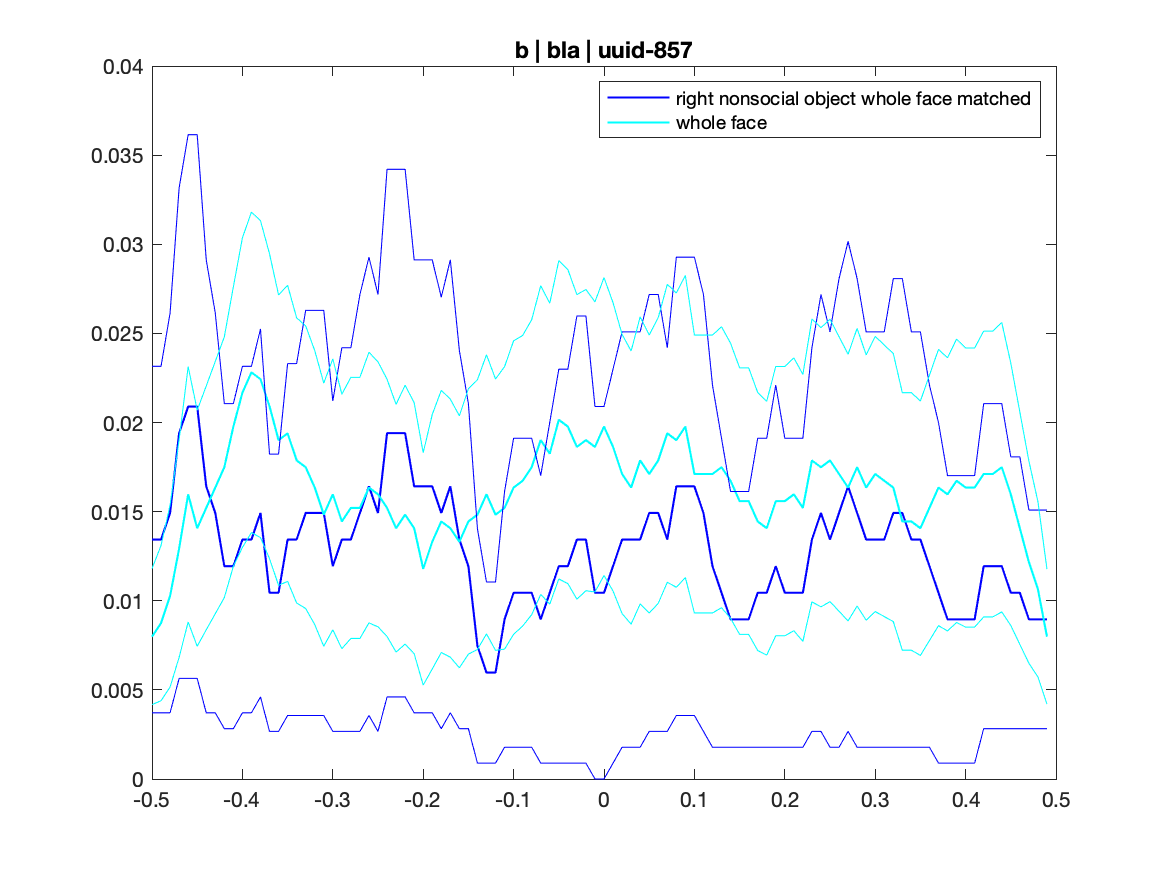 b | bla | uuid-857
0.04
0.035
0.03
0.025
0.02
0.015
0.01
0.005
0
right nonsocial object whole face matched
whole face
-0.5 -0.4 -0.3 -0.2 -0.1 0 0.1 0.2 0.3 0.4 0.5